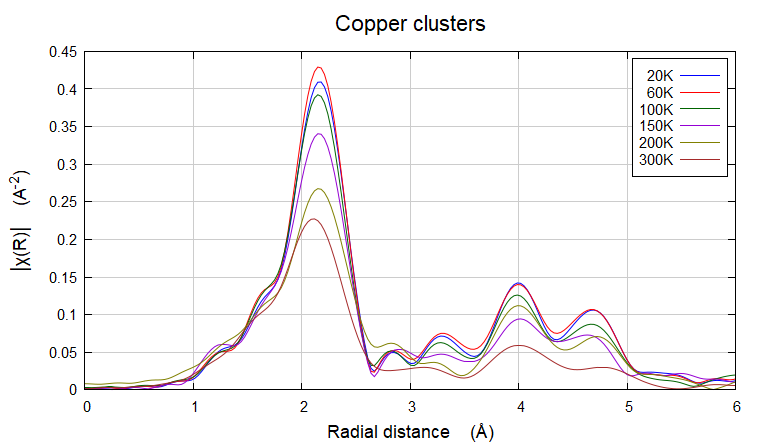 Copper clusters
0.45
0.4
0.35
0.3
0.25
0.2
0.15
0.1
0.05
0
|χ(R)| (A⁻²)
20K
60K
100K
150K
200K
300K
0 1 2 3 4 5 6
Radial distance (Å)